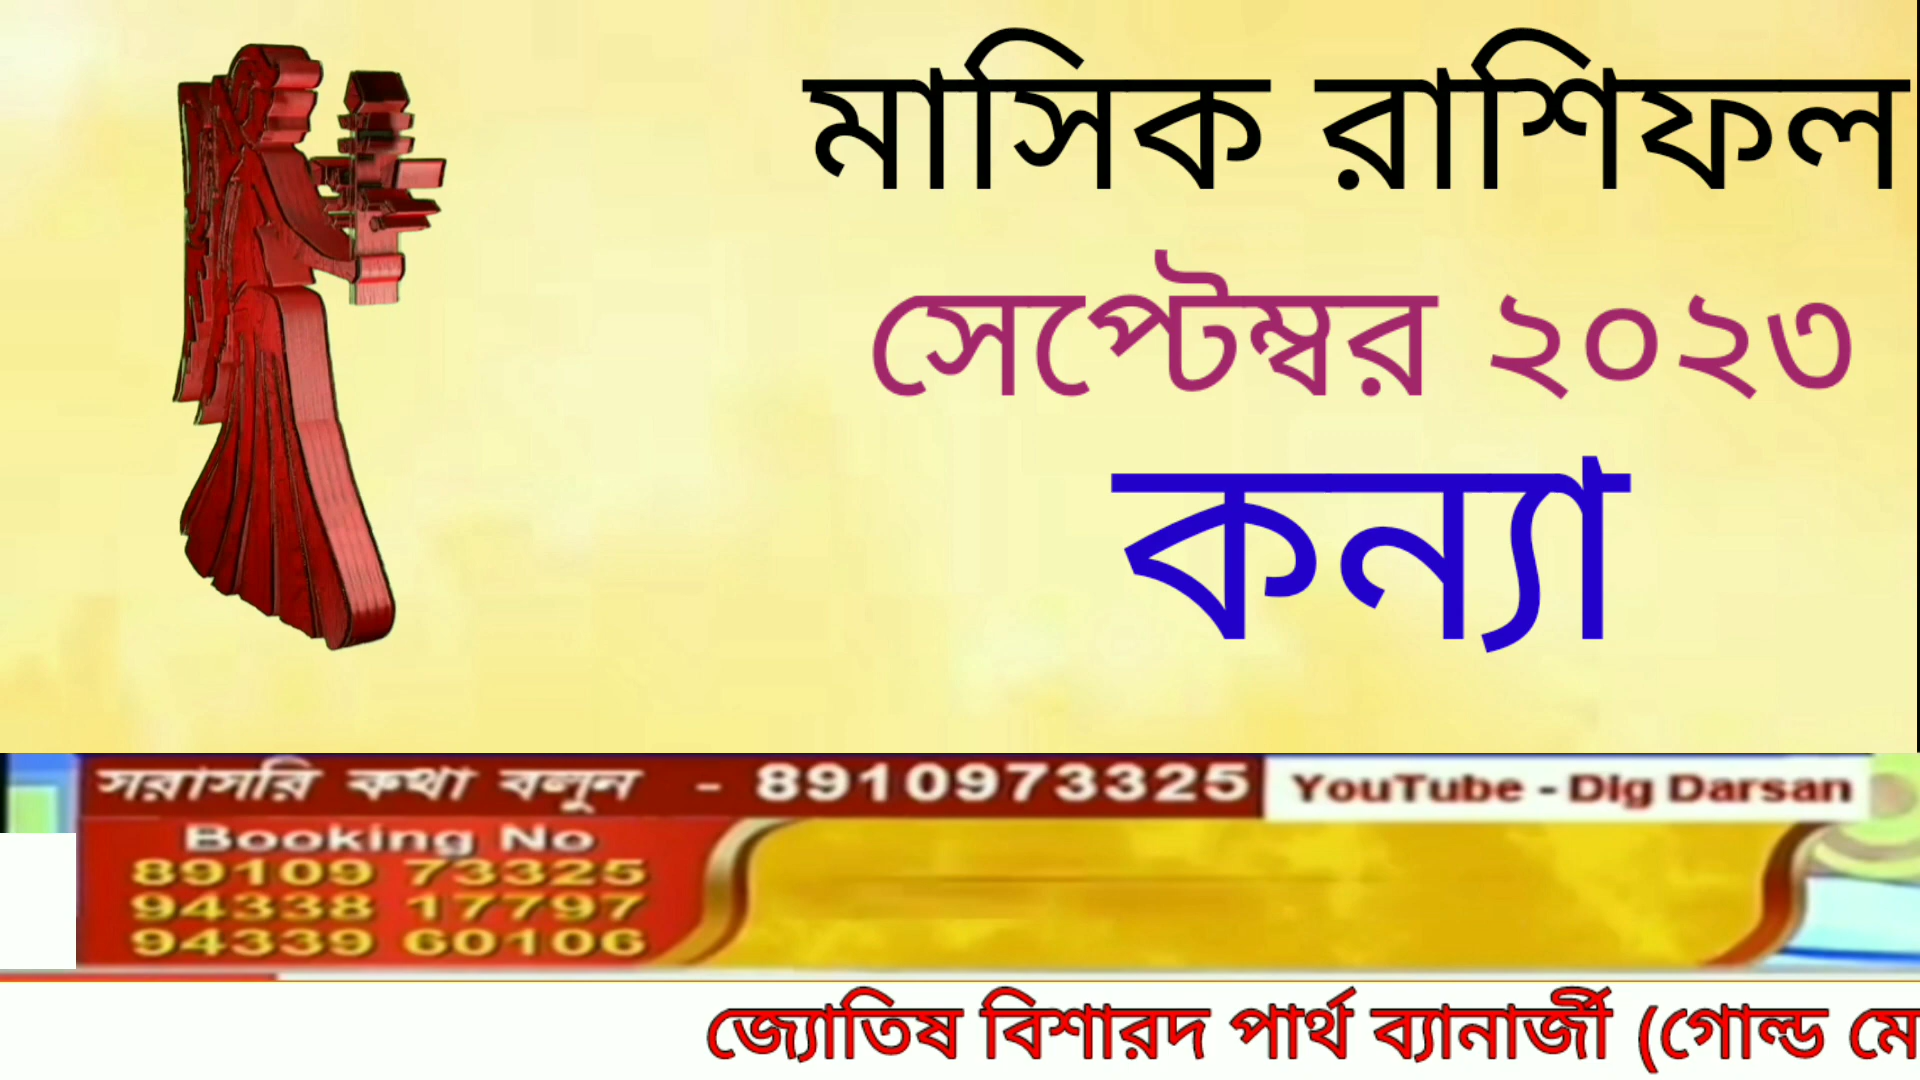 মাসিক রাশিফল
সেপ্টেম্বর ২০২৩
কন্যা
সরাসরি কথা বলুন - 8910973325
YouTube - Dig Darsan
Booking No
89109 73325
94338 17797
94339 60106
জ্যোতিষ বিশারদ পার্থ ব্যানার্জী (গোল্ড মে